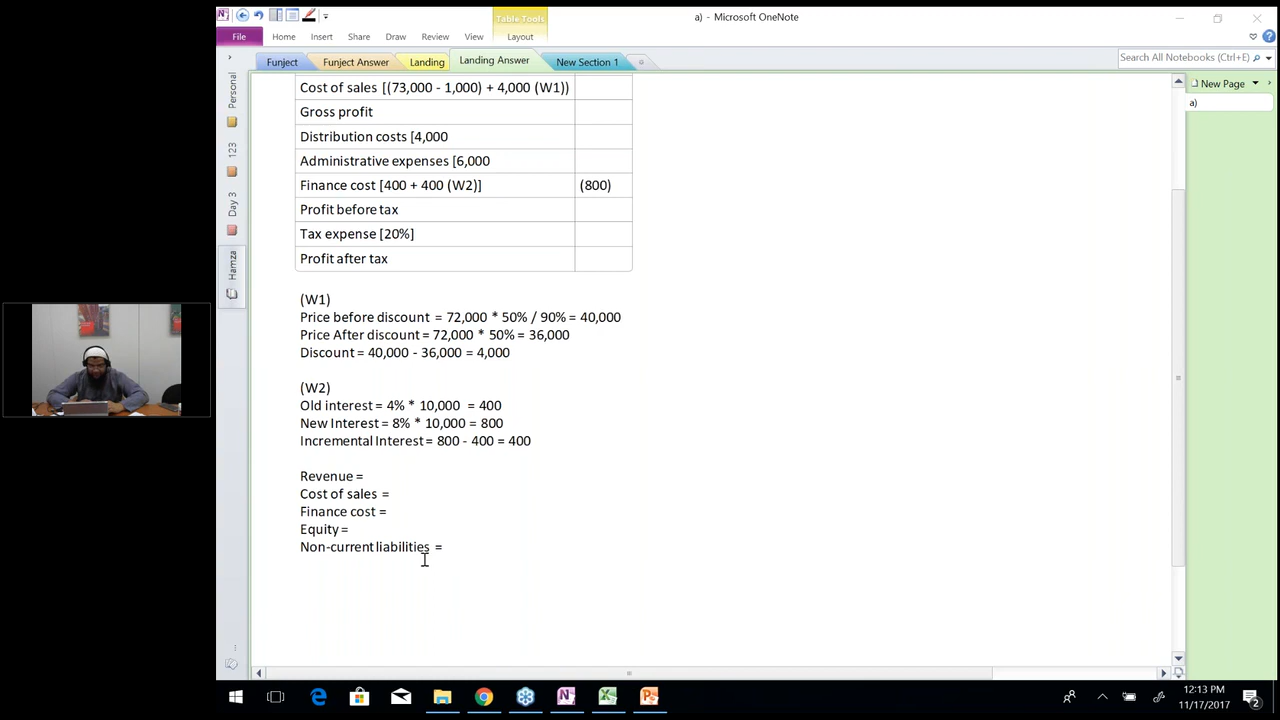 Table Tools
a) - Microsoft OneNote
File Home Insert Share Draw Review View Layout
Funject Funject Answer Landing Landing Answer New Section 1
Search All Notebooks (Ctrl+E)
New Page
a)
Personal
123
Day 3
Hamza
Cost of sales [(73,000 - 1,000) + 4,000 (W1))
Gross profit
Distribution costs [4,000
Administrative expenses [6,000
Finance cost [400 + 400 (W2)] (800)
Profit before tax
Tax expense [20%]
Profit after tax
(W1)
Price before discount = 72,000 * 50% / 90% = 40,000
Price After discount = 72,000 * 50% = 36,000
Discount = 40,000 - 36,000 = 4,000
(W2)
Old interest = 4% * 10,000 = 400
New Interest = 8% * 10,000 = 800
Incremental Interest = 800 - 400 = 400
Revenue =
Cost of sales =
Finance cost =
Equity =
Non-current liabilities =
12:13 PM
11/17/2017
2